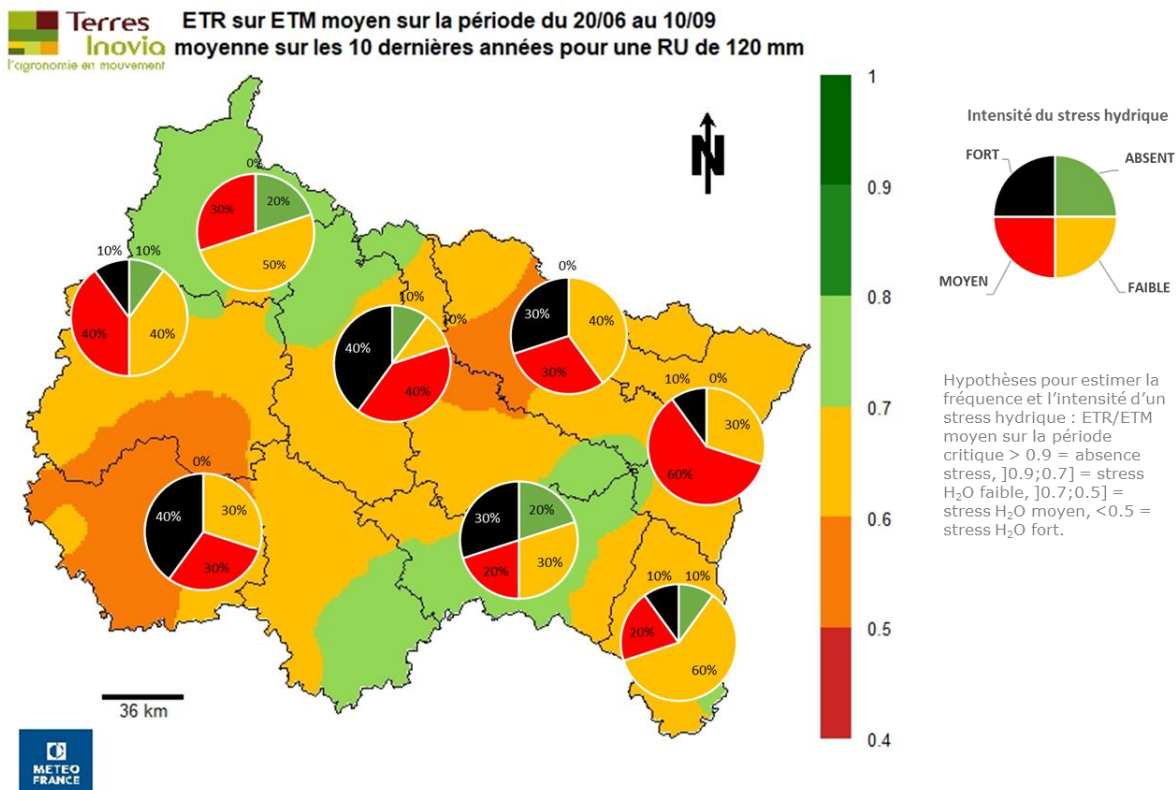 Terres
Inovia
l'agronomie en mouvement
ETR sur ETM moyen sur la période du 20/06 au 10/09
moyenne sur les 10 dernières années pour une RU de 120 mm
1
0.9
0.8
0.7
0.6
0.5
0.4
N
Intensité du stress hydrique
FORT
ABSENT
MOYEN
FAIBLE
Hypothèses pour estimer la
fréquence et l'intensité d'un
stress hydrique : ETR/ETM
moyen sur la période
critique > 0.9 = absence
stress, ]0.9;0.7] = stress
H₂O faible, ]0.7;0.5] =
stress H₂O moyen, <0.5 =
stress H₂O fort.
0%
30%
20%
50%
10%
10%
40%
40%
10%
10%
40%
40%
0%
30%
40%
30%
10%
0%
30%
60%
0%
40%
30%
30%
30%
20%
20%
30%
10%
10%
20%
60%
36 km
METEO
FRANCE